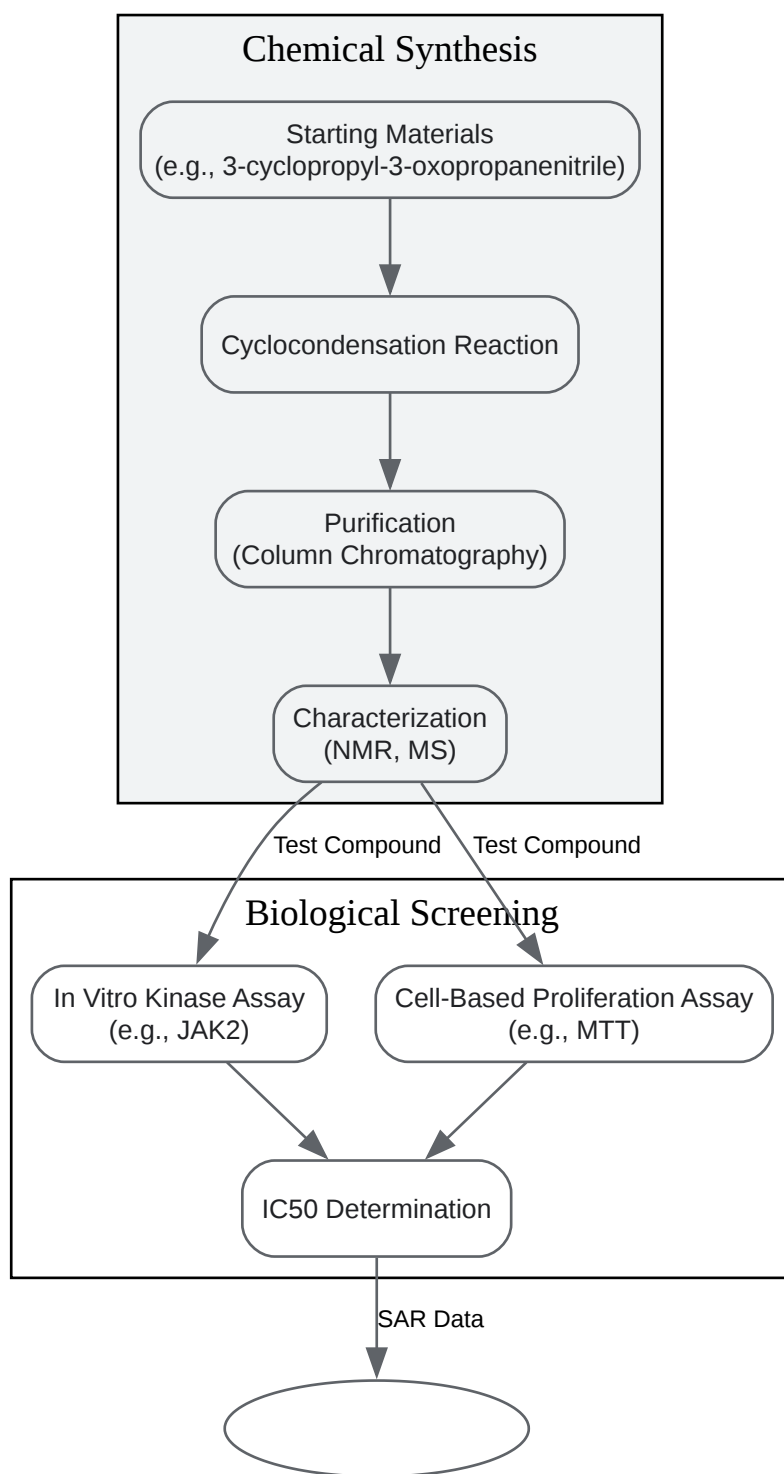 Chemical Synthesis
Starting Materials
(e.g., 3-cyclopropyl-3-oxopropanenitrile)
Cyclocondensation Reaction
Purification
(Column Chromatography)
Characterization
(NMR, MS)
Test Compound
Test Compound
Biological Screening
In Vitro Kinase Assay
(e.g., JAK2)
Cell-Based Proliferation Assay
(e.g., MTT)
IC50 Determination
SAR Data